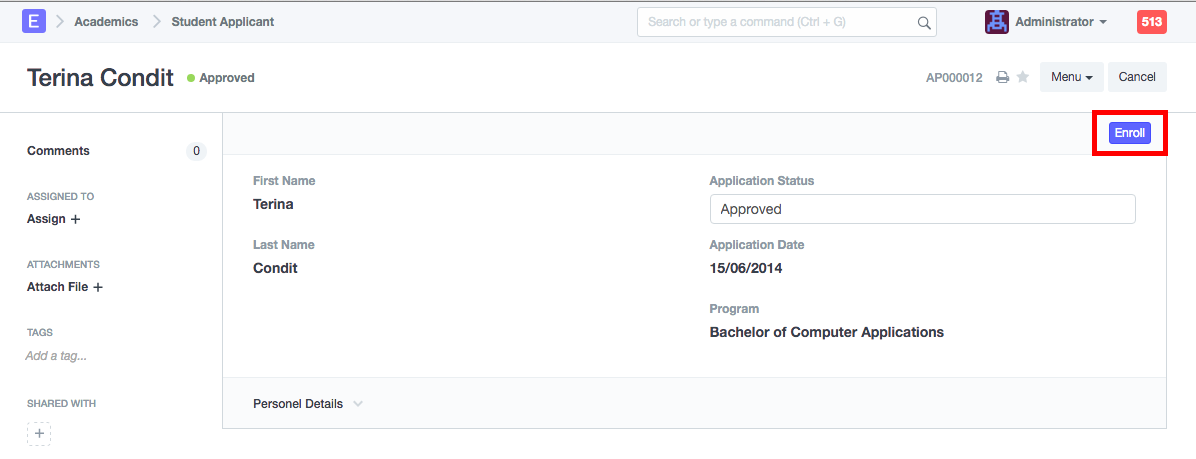 E Academics Student Applicant Search or type a command (Ctrl + G) Administrator 513
Terina Condit Approved AP000012 Menu Cancel
Enroll
Comments 0
ASSIGNED TO
Assign +
ATTACHMENTS
Attach File +
TAGS
Add a tag...
SHARED WITH
+
First Name
Terina
Last Name
Condit
Application Status
Approved
Application Date
15/06/2014
Program
Bachelor of Computer Applications
Personel Details